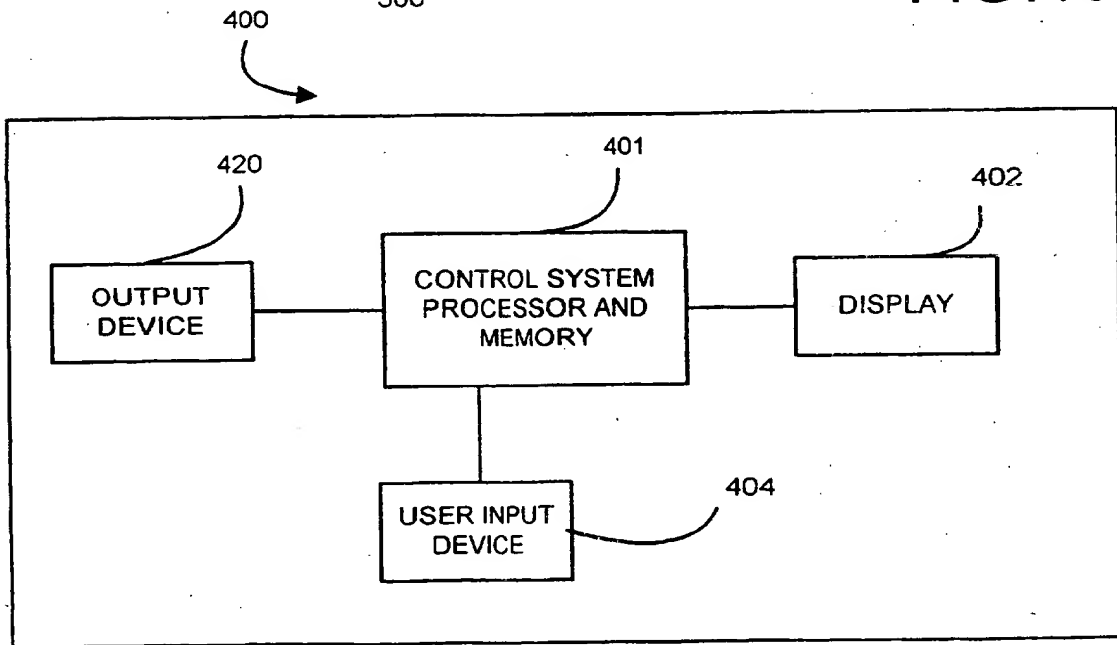 400
420
401
402
OUTPUT
DEVICE
CONTROL SYSTEM
PROCESSOR AND
MEMORY
DISPLAY
USER INPUT
DEVICE
404